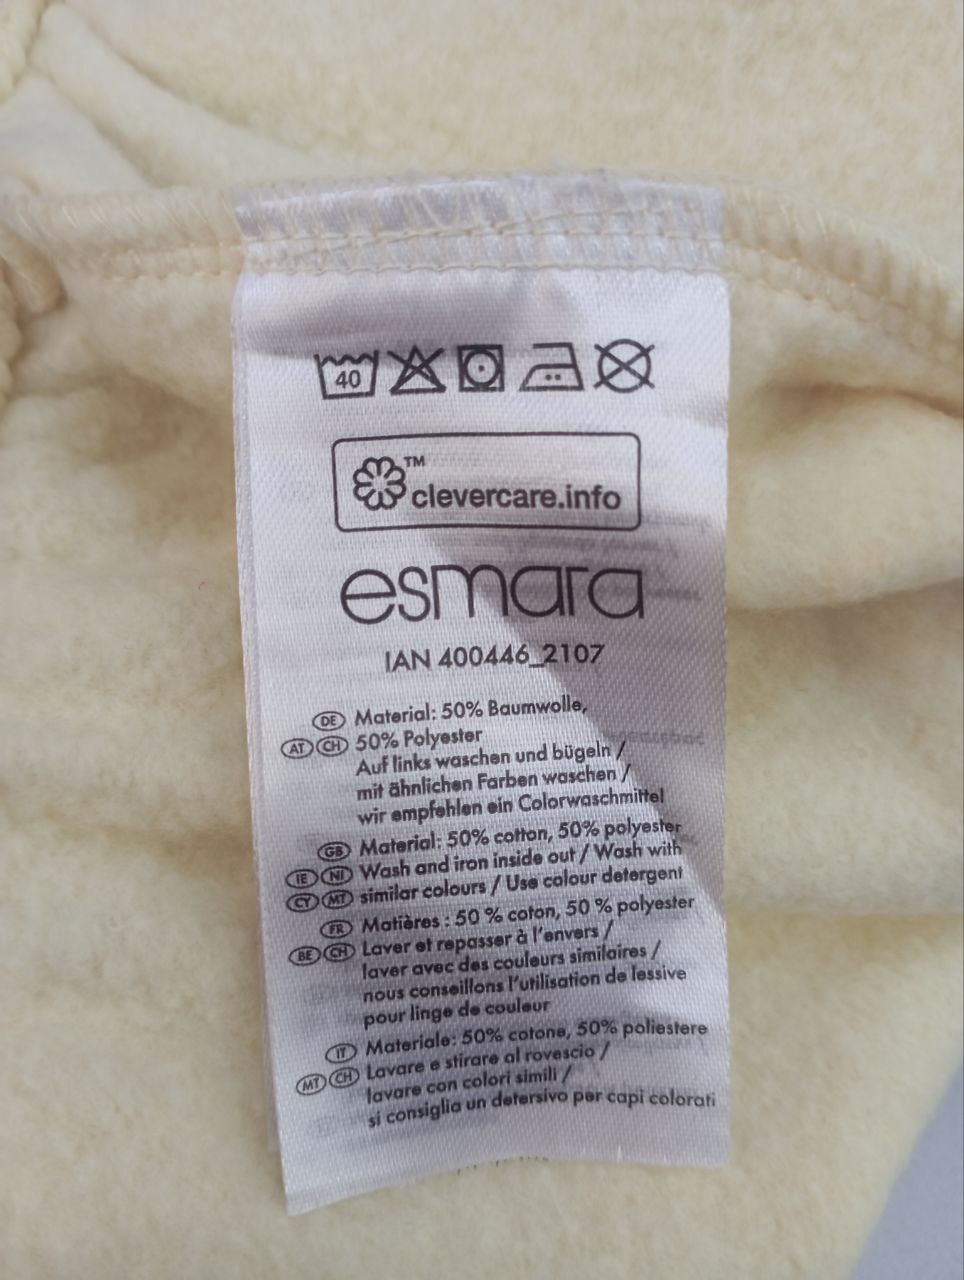 40
™
clevercare.info
esmara
IAN 400446_2107
DE Material: 50% Baumwolle,
AT CH 50% Polyester
Auf links waschen und bügeln /
mit ähnlichen Farben waschen /
wir empfehlen ein Colorwaschmittel
GB Material: 50% cotton, 50% polyester
IE NI Wash and iron inside out / Wash with
CY MT similar colours / Use colour detergent
FR Matières : 50 % coton, 50 % polyester
BE CH Laver et repasser à l'envers /
laver avec des couleurs similaires /
nous conseillons l'utilisation de lessive
pour linge de couleur
IT Materiale: 50% cotone, 50% poliestere
MT CH Lavare e stirare al rovescio /
lavare con colori simili /
si consiglia un detersivo per capi colorati